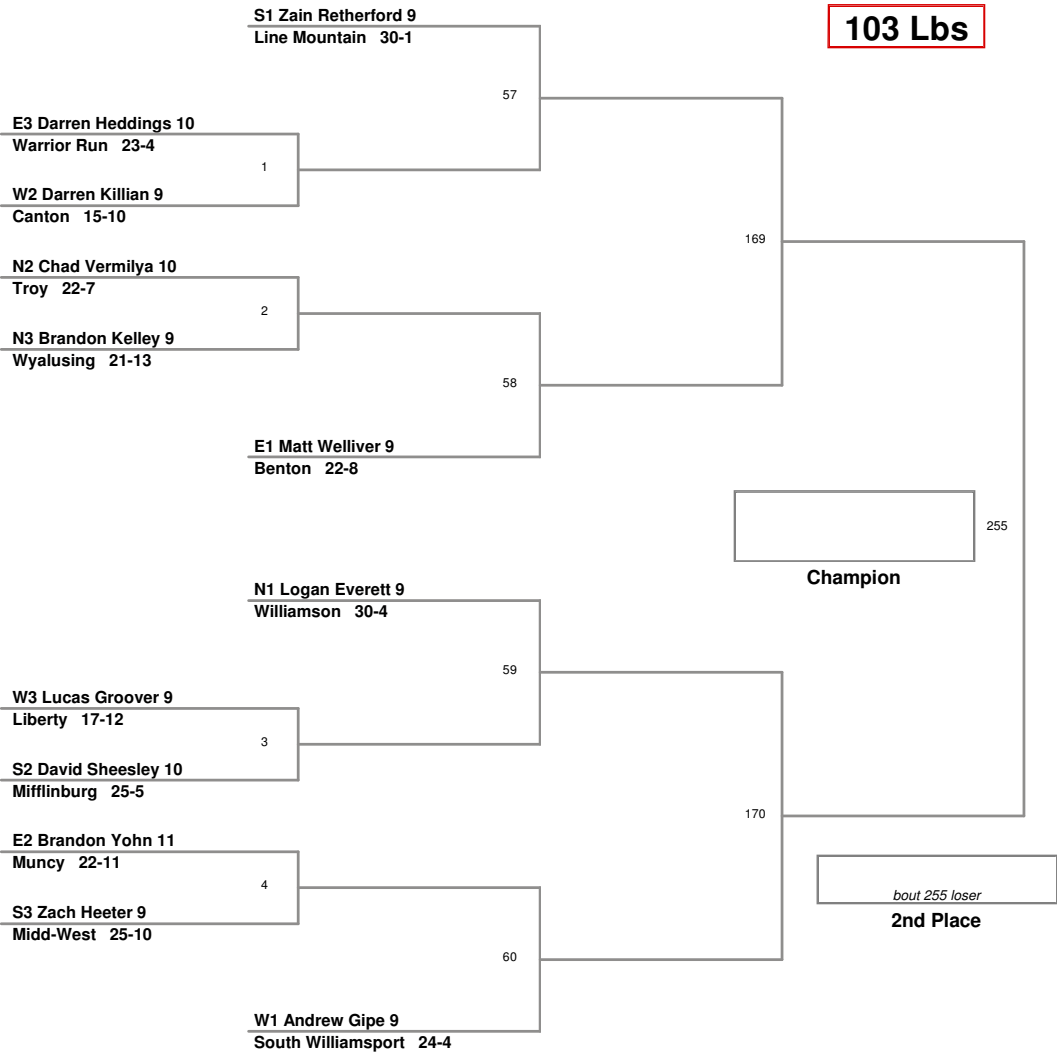 S1 Zain Retherford 9
Line Mountain 30-1
103 Lbs
57
E3 Darren Heddings 10
Warrior Run 23-4
1
W2 Darren Killian 9
Canton 15-10
169
N2 Chad Vermilya 10
Troy 22-7
2
N3 Brandon Kelley 9
Wyalusing 21-13
58
E1 Matt Welliver 9
Benton 22-8
255
Champion
N1 Logan Everett 9
Williamson 30-4
59
W3 Lucas Groover 9
Liberty 17-12
3
S2 David Sheesley 10
Mifflinburg 25-5
170
E2 Brandon Yohn 11
Muncy 22-11
4
bout 255 loser
2nd Place
S3 Zach Heeter 9
Midd-West 25-10
60
W1 Andrew Gipe 9
South Williamsport 24-4